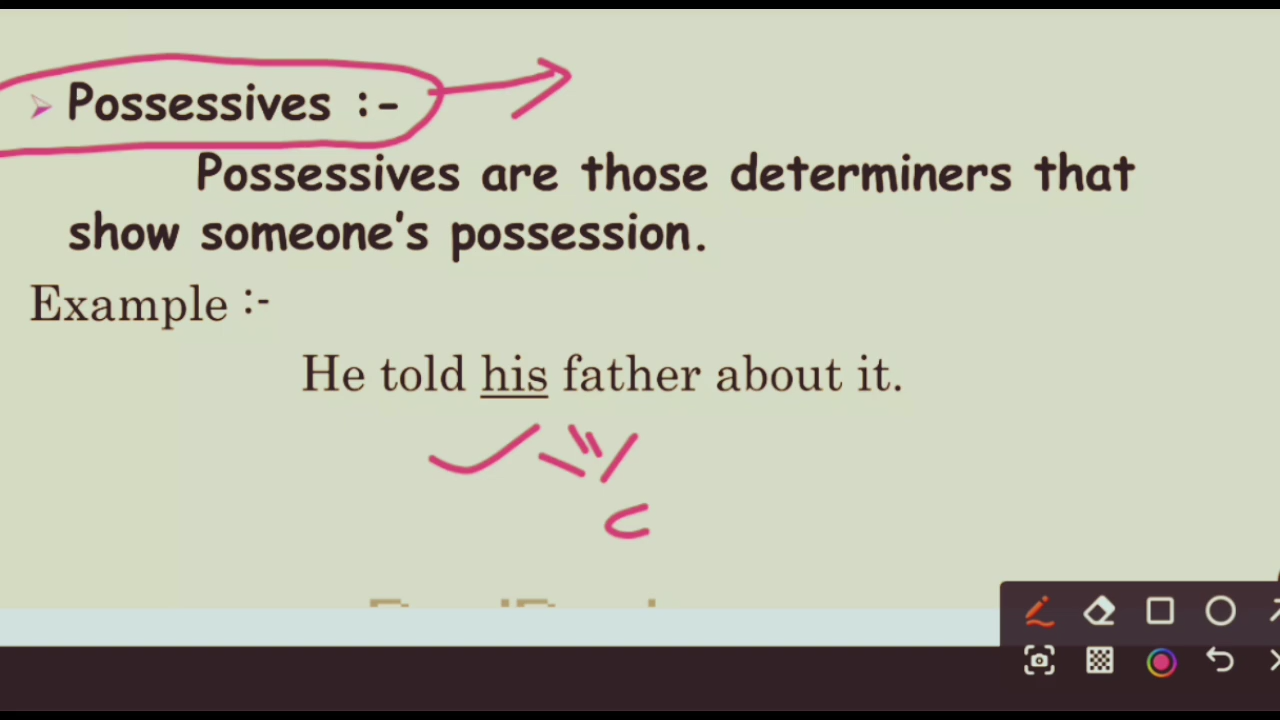 Possessives :-
Possessives are those determiners that
show someone's possession.
Example :-
He told his father about it.